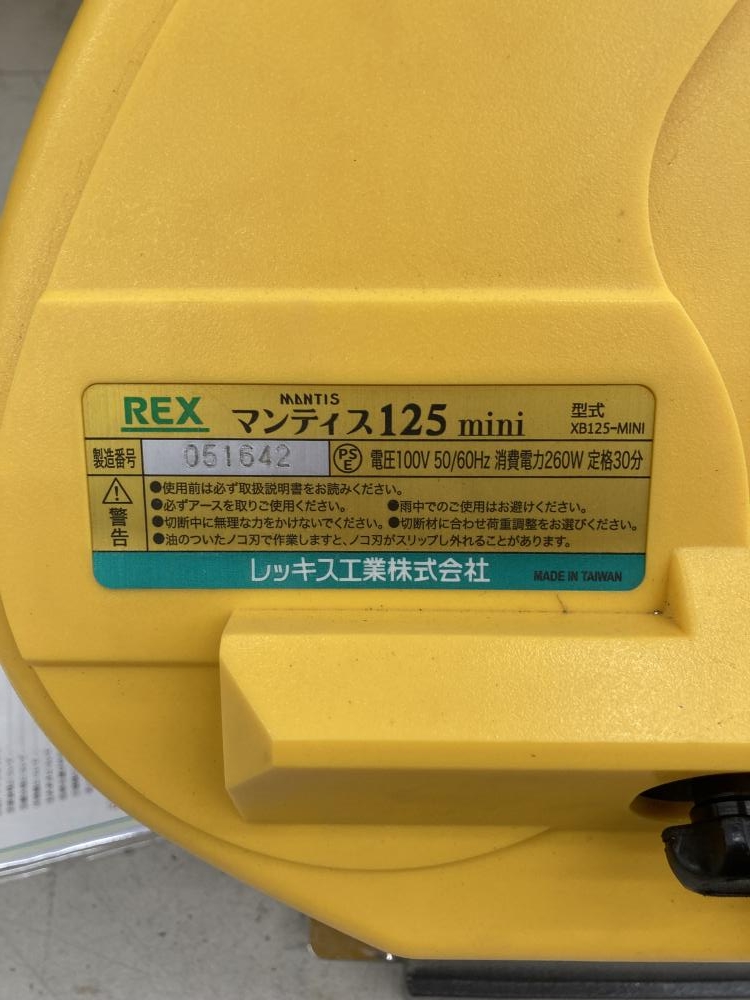 REX
MANTIS
マンティス125 mini
型式
XB125-MINI
製造番号 051642
PSE 電圧100V 50/60Hz 消費電力260W 定格30分
警告
●使用前は必ず取扱説明書をお読みください。
●必ずアースを取りご使用ください。 ●雨中でのご使用はお避けください。
●切断中に無理な力をかけないでください。 ●切断材に合わせ荷重調整をお選びください。
●油のついたノコ刃で作業しますと、ノコ刃がスリップし外れることがあります。
レッキス工業株式会社 MADE IN TAIWAN